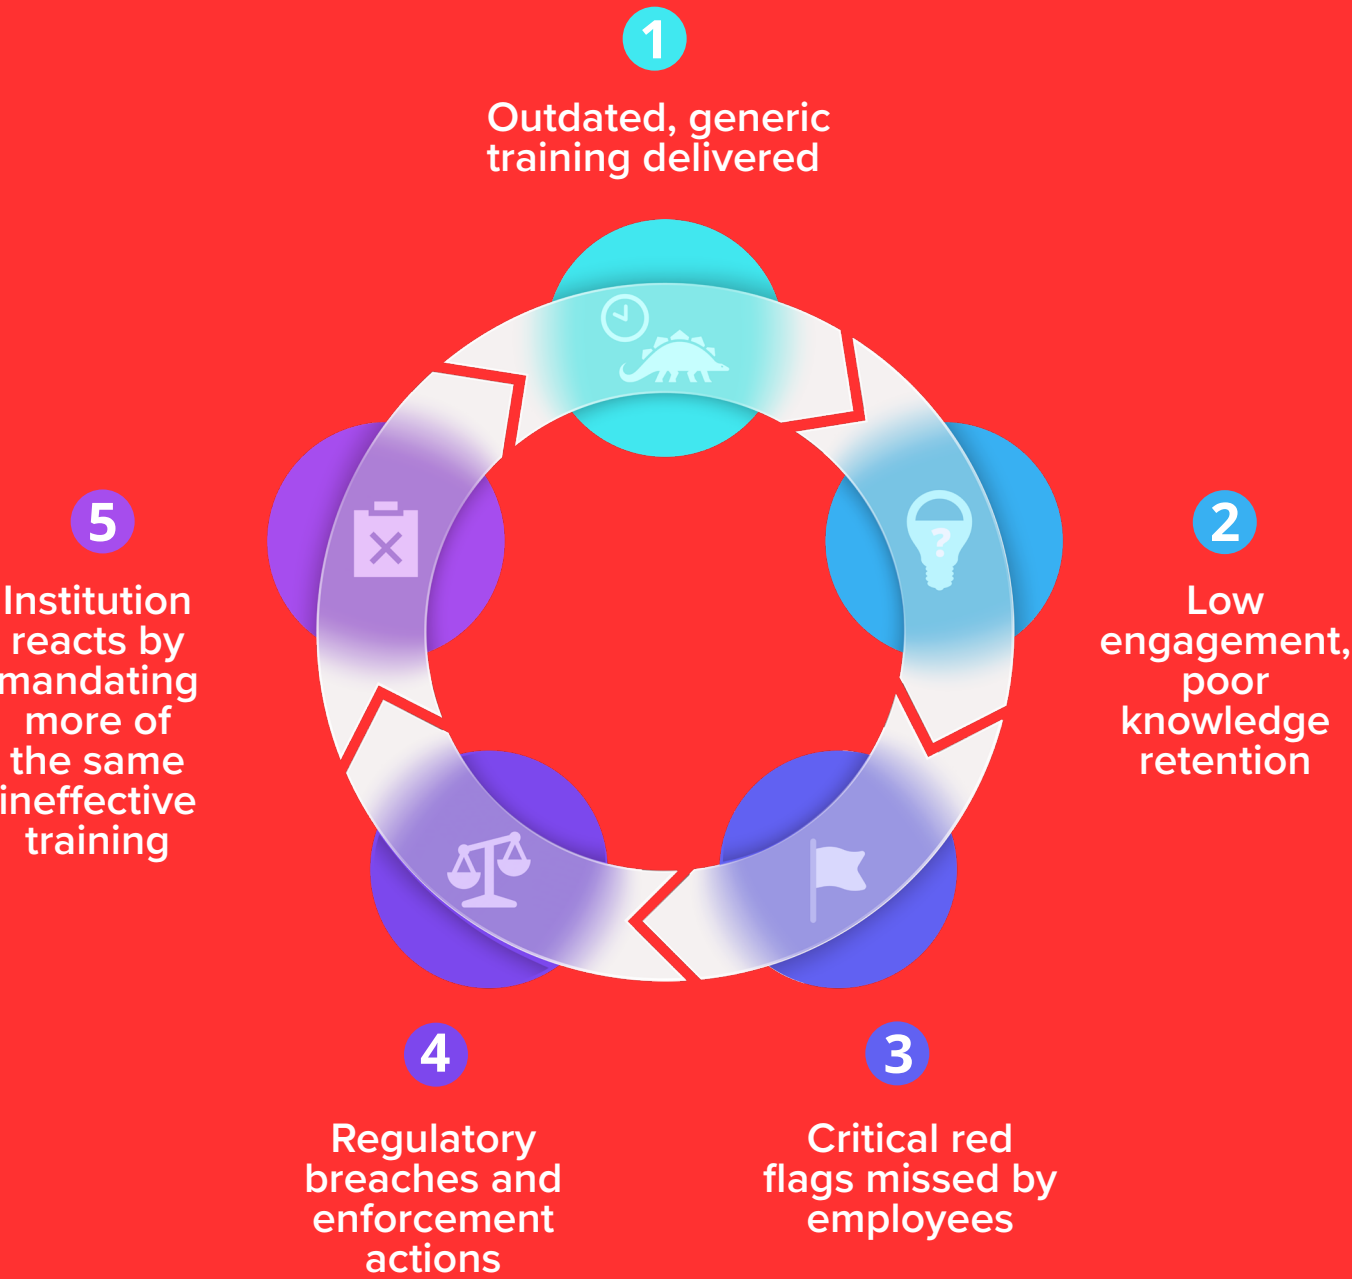 1
Outdated, generic
training delivered
2
Low
engagement,
poor
knowledge
retention
?
3
Critical red
flags missed by
employees
4
Regulatory
breaches and
enforcement
actions
5
Institution
reacts by
mandating
more of
the same
ineffective
training